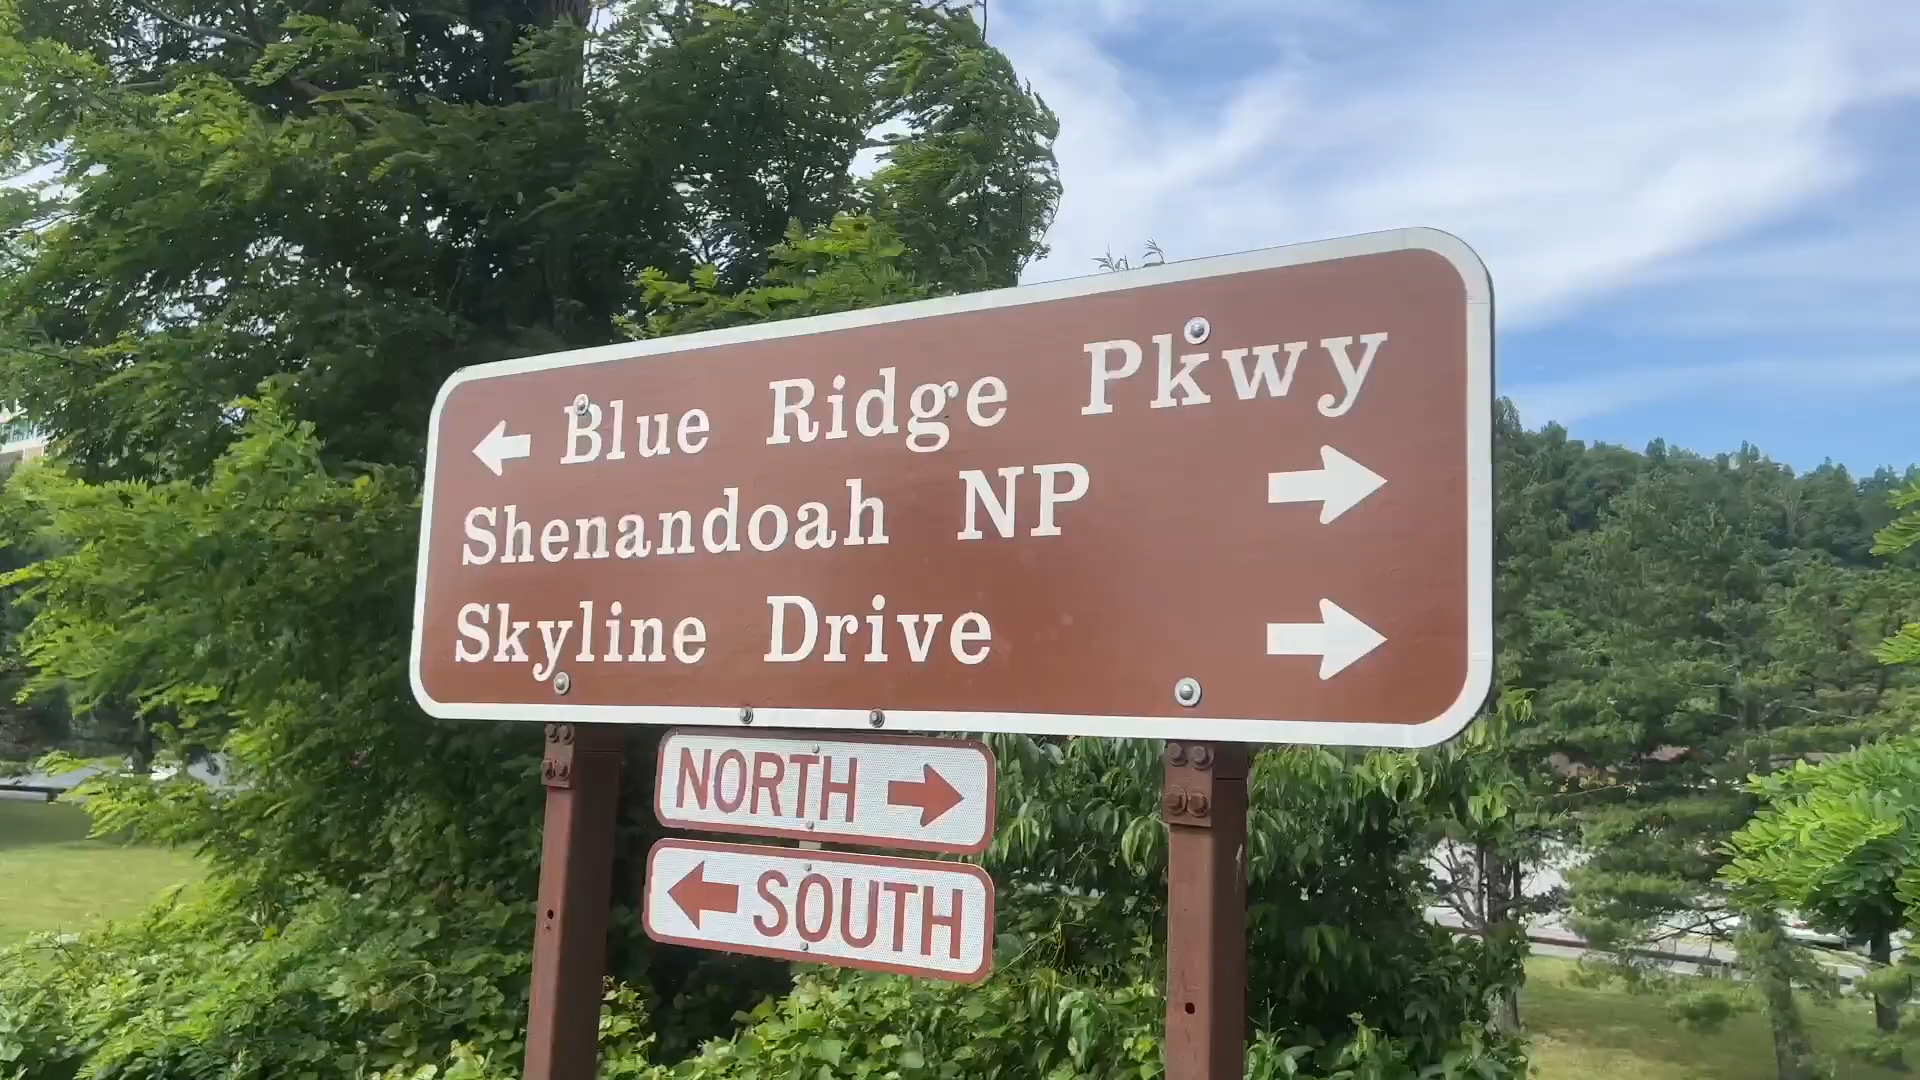 ← Blue Ridge Pkwy
Shenandoah NP →
Skyline Drive →
NORTH →
← SOUTH